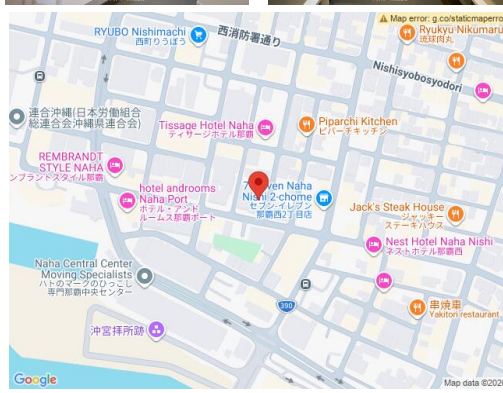 Map error: g.co/staticmaperro
RYUBO Nishimachi
西町りうぼう
西消防署通り
Ryukyu Nikumaru
琉球肉丸
Nishisyobosyodori
連合沖縄(日本労働組合
総連合会沖縄県連合会)
Tissage Hotel Naha
ティサージホテル那覇
Piparchi Kitchen
ピパーチキッチン
REMBRANDT
STYLE NAHA
ンブラントスタイル那覇
hotel androoms
Naha Port
ホテル・アンド
ルームス那覇ポート
7-Eleven Naha
Nishi 2-chome
セブン-イレブン
那覇西2丁目店
Jack's Steak House
ジャッキー
ステーキハウス
Nest Hotel Naha Nishi
ネストホテル那覇西
Naha Central Center
Moving Specialists
ハトのマークのひっこし
専門那覇中央センター
390
串焼車
Yakitori restaurant
沖宮拝所跡
Google
Map data ©2026